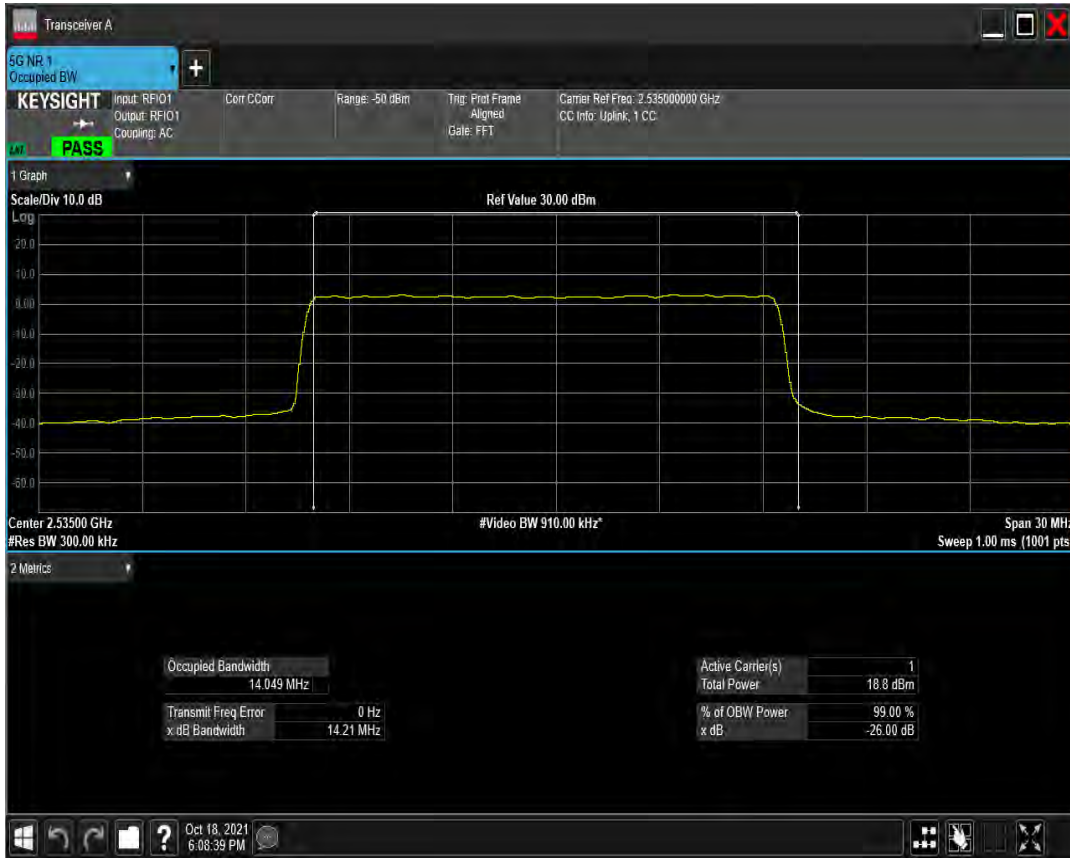 Transceiver A
5G NR 1
Occupied BW
KEYSIGHT
PASS
Input: RFIO1
Output: RFIO1
Coupling: AC
Corr CCorr
Range: -50 dBm
Trig: Prot Frame
Aligned
Gate: FFT
Carrier Ref Freq: 2.535000000 GHz
CC Info: Uplink, 1 CC
1 Graph
Scale/Div 10.0 dB
Ref Value 30.00 dBm
Log
20.0
10.0
0.00
-10.0
-20.0
-30.0
-40.0
-50.0
-60.0
Center 2.53500 GHz
#Video BW 910.00 kHz*
Span 30 MHz
#Res BW 300.00 kHz
Sweep 1.00 ms (1001 pts
2 Metrics
Occupied Bandwidth
14.049 MHz
Transmit Freq Error 0 Hz
x dB Bandwidth 14.21 MHz
Active Carrier(s) 1
Total Power 18.8 dBm
% of OBW Power 99.00 %
x dB -26.00 dB
? Oct 18, 2021
6:08:39 PM